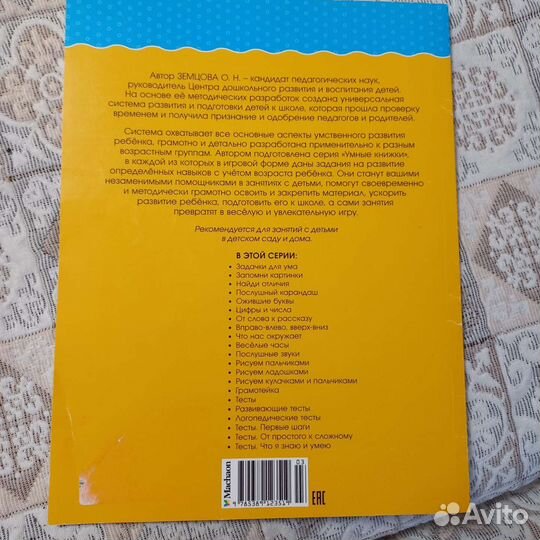 Автор ЗЕМЦОВА О. Н. – кандидат педагогических наук,
руководитель Центра дошкольного развития и воспитания детей.
На основе её методических разработок создана универсальная
система развития и подготовки детей к школе, которая прошла проверку
временем и получила признание и одобрение педагогов и родителей.
Система охватывает все основные аспекты умственного развития
ребёнка, грамотно и детально разработана применительно к разным
возрастным группам. Автором подготовлена серия «Умные книжки»,
в каждой из которых в игровой форме даны задания на развитие
определённых навыков с учётом возраста ребёнка. Они станут вашими
незаменимыми помощниками в занятиях с детьми, помогут своевременно
и методически грамотно освоить и закрепить материал, ускорить
развитие ребёнка, подготовить его к школе, а сами занятия
превратят в весёлую и увлекательную игру.
Рекомендуется для занятий с детьми
в детском саду и дома.
В ЭТОЙ СЕРИИ:
• Задачки для ума
• Запомни картинки
• Найди отличия
• Послушный карандаш
• Ожившие буквы
• Цифры и числа
• От слова к рассказу
• Вправо-влево, вверх-вниз
• Что нас окружает
• Весёлые часы
• Послушные звуки
• Рисуем пальчиками
• Рисуем ладошками
• Рисуем кулачками и пальчиками
• Грамотейка
• Тесты
• Развивающие тесты
• Логопедические тесты
• Тесты. Первые шаги
• Тесты. От простого к сложному
• Тесты. Что я знаю и умею
03
Machaon
9 785389 123519
EAC
Avito